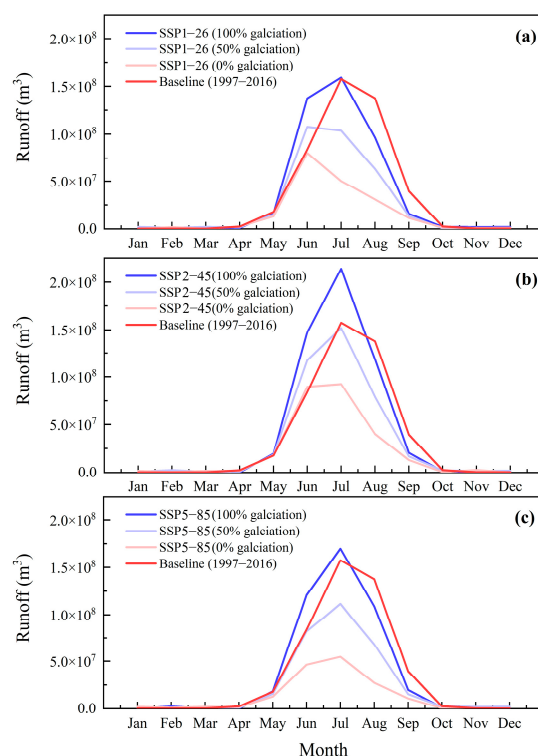 (a)
SSP1−26 (100% galciation)
SSP1−26 (50% galciation)
SSP1−26 (0% galciation)
Baseline (1997−2016)
Runoff (m³)
2.0×10⁸
1.5×10⁸
1.0×10⁸
5.0×10⁷
0.0
Jan Feb Mar Apr May Jun Jul Aug Sep Oct Nov Dec
(b)
SSP2−45(100% galciation)
SSP2−45(50% galciation)
SSP2−45(0% galciation)
Baseline (1997−2016)
Runoff (m³)
2.0×10⁸
1.5×10⁸
1.0×10⁸
5.0×10⁷
0.0
Jan Feb Mar Apr May Jun Jul Aug Sep Oct Nov Dec
(c)
SSP5−85(100% galciation)
SSP5−85(50% galciation)
SSP5−85(0% galciation)
Baseline (1997−2016)
Runoff (m³)
2.0×10⁸
1.5×10⁸
1.0×10⁸
5.0×10⁷
0.0
Jan Feb Mar Apr May Jun Jul Aug Sep Oct Nov Dec
Month